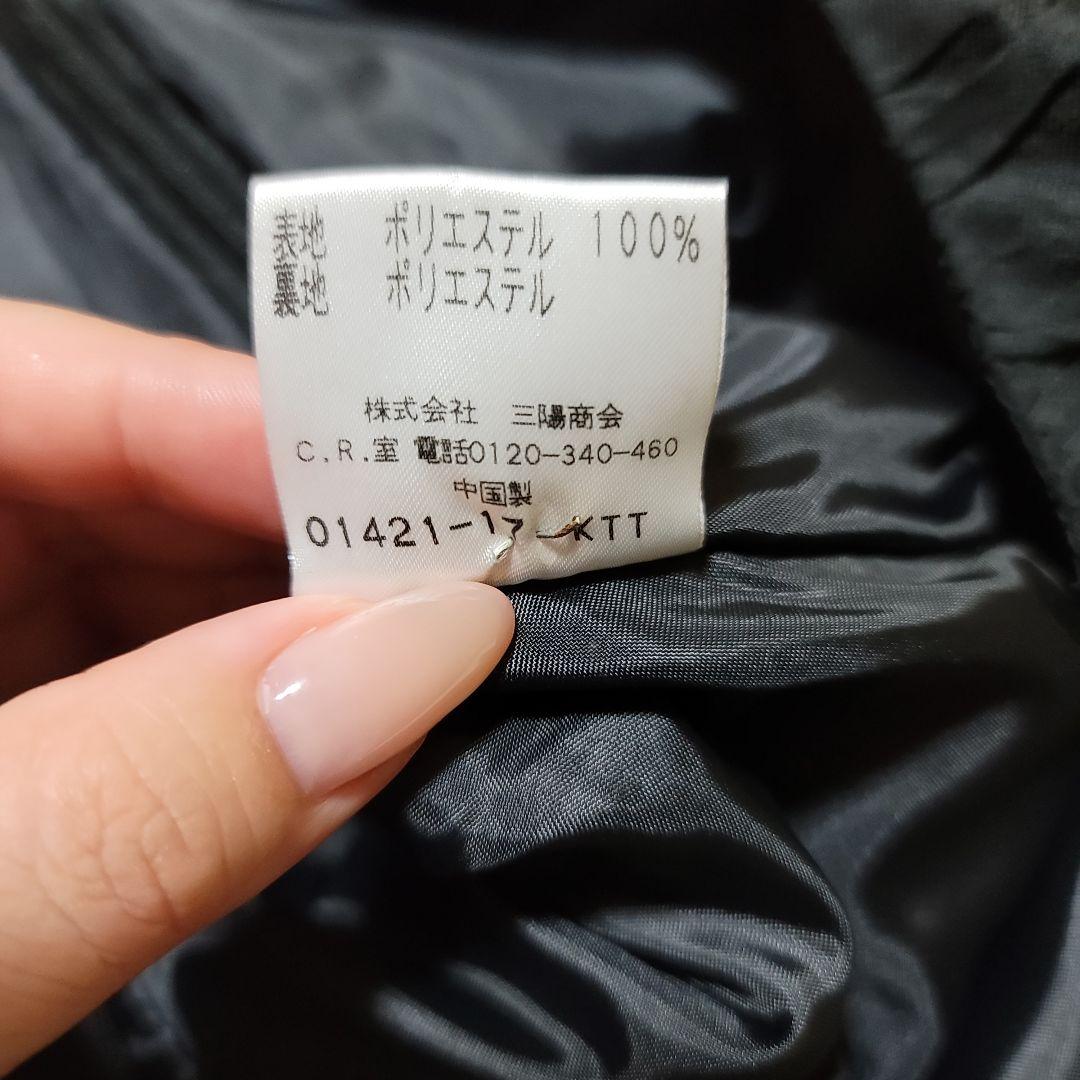 表地 ポリエステル 100%
裏地 ポリエステル
株式会社 三陽商会
C.R.室 電話0120-340-460
中国製
01421-17-KTT